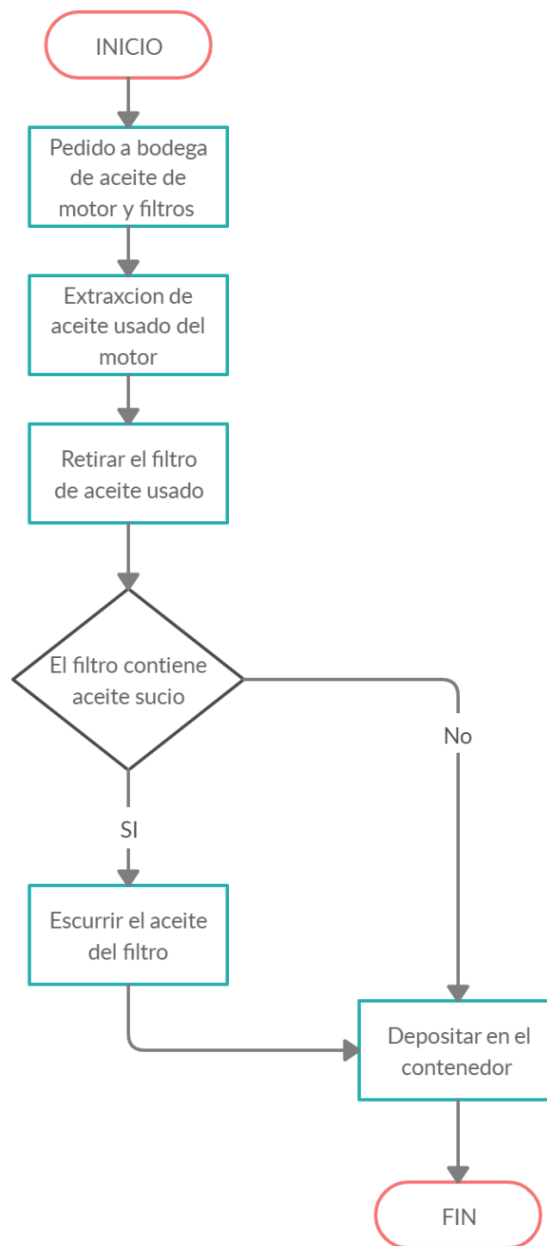 INICIO
Pedido a bodega
de aceite de
motor y filtros
Extraxcion de
aceite usado del
motor
Retirar el filtro
de aceite usado
El filtro contiene
aceite sucio
No
SI
Escurrir el aceite
del filtro
Depositar en el
contenedor
FIN